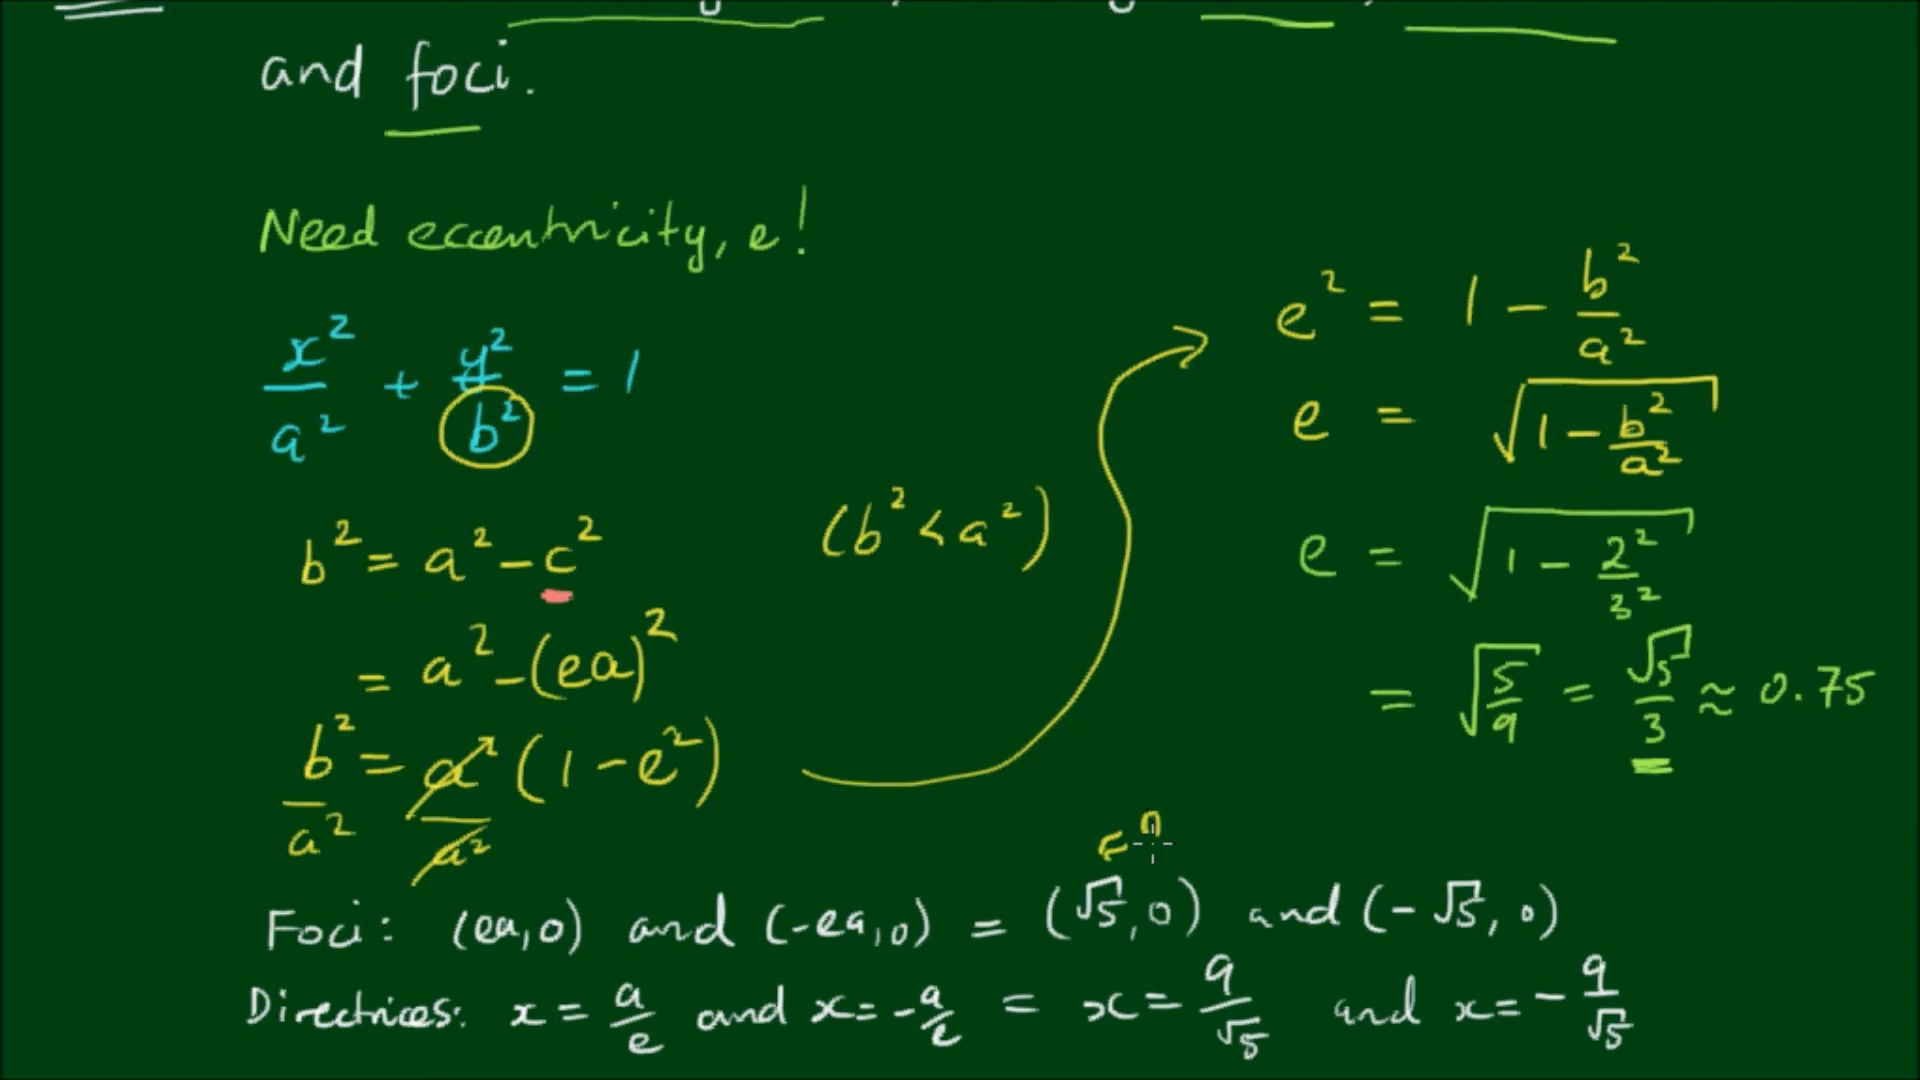 and foci.
Need eccentricity, e!
x²/a² + y²/b² = 1
b² = a² - c² (b² < a²)
= a² - (ea)²
b²/a² = a²/a² (1 - e²)
e² = 1 - b²/a²
e = √(1 - b²/a²)
e = √(1 - 2²/3²)
= √(5/9) = √5/3 ≈ 0.75
Foci: (ea, 0) and (-ea, 0) = (√5, 0) and (-√5, 0)
Directrices: x = a/e and x = -a/e = x = 9/√5 and x = -9/√5